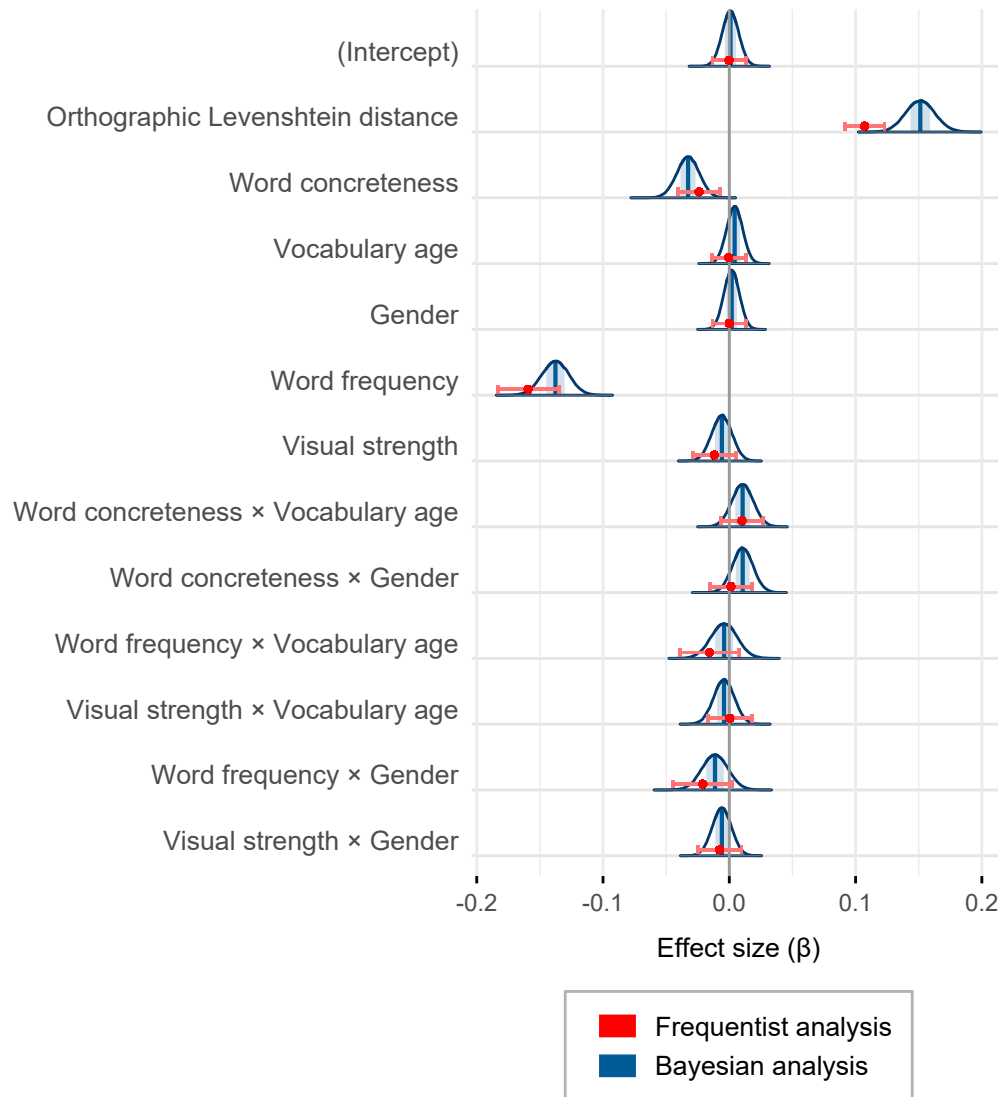 (Intercept)
Orthographic Levenshtein distance
Word concreteness
Vocabulary age
Gender
Word frequency
Visual strength
Word concreteness × Vocabulary age
Word concreteness × Gender
Word frequency × Vocabulary age
Visual strength × Vocabulary age
Word frequency × Gender
Visual strength × Gender
-0.2 -0.1 0.0 0.1 0.2
Effect size (β)
Frequentist analysis
Bayesian analysis